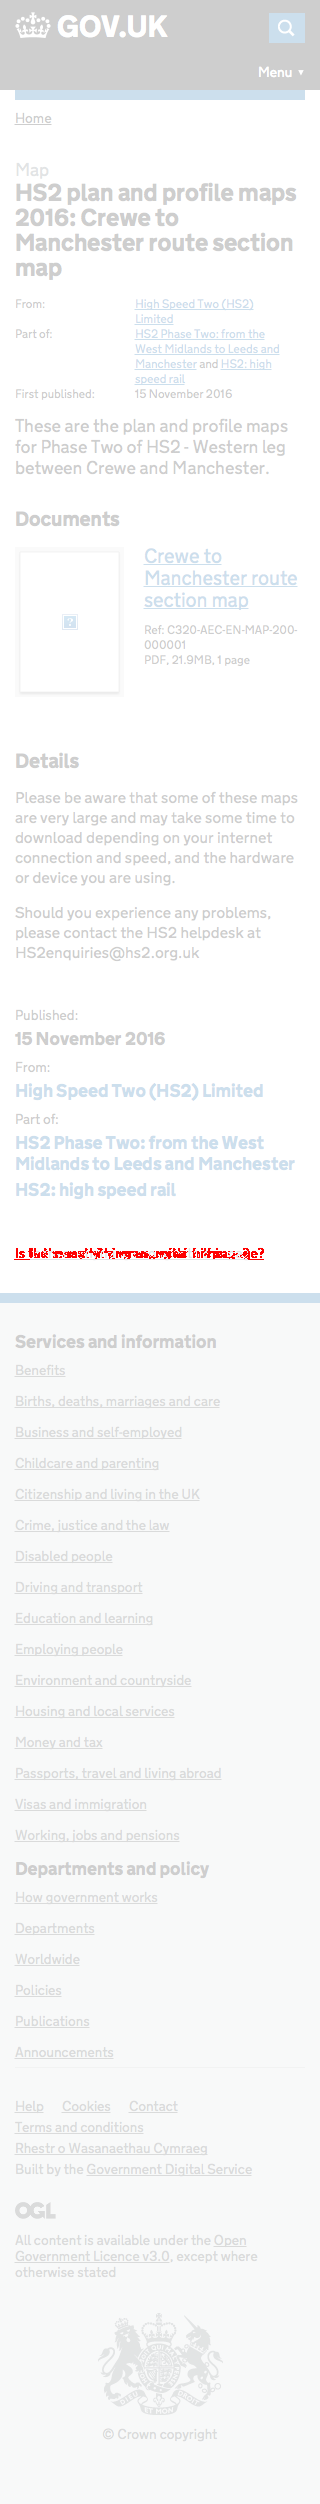 GOV.UK
Menu ▼
Home
Map
HS2 plan and profile maps
2016: Crewe to
Manchester route section
map
From: High Speed Two (HS2)
Limited
Part of: HS2 Phase Two: from the
West Midlands to Leeds and
Manchester and HS2: high
speed rail
First published: 15 November 2016
These are the plan and profile maps
for Phase Two of HS2 - Western leg
between Crewe and Manchester.
Documents
Crewe to
Manchester route
section map
Ref: C320-AEC-EN-MAP-200-
000001
PDF, 21.9MB, 1 page
Details
Please be aware that some of these maps
are very large and may take some time to
download depending on your internet
connection and speed, and the hardware
or device you are using.
Should you experience any problems,
please contact the HS2 helpdesk at
HS2enquiries@hs2.org.uk
Published:
15 November 2016
From:
High Speed Two (HS2) Limited
Part of:
HS2 Phase Two: from the West
Midlands to Leeds and Manchester
HS2: high speed rail
Services and information
Benefits
Births, deaths, marriages and care
Business and self-employed
Childcare and parenting
Citizenship and living in the UK
Crime, justice and the law
Disabled people
Driving and transport
Education and learning
Employing people
Environment and countryside
Housing and local services
Money and tax
Passports, travel and living abroad
Visas and immigration
Working, jobs and pensions
Departments and policy
How government works
Departments
Worldwide
Policies
Publications
Announcements
Help Cookies Contact
Terms and conditions
Rhestr o Wasanaethau Cymraeg
Built by the Government Digital Service
OGL
All content is available under the Open
Government Licence v3.0, except where
otherwise stated
© Crown copyright